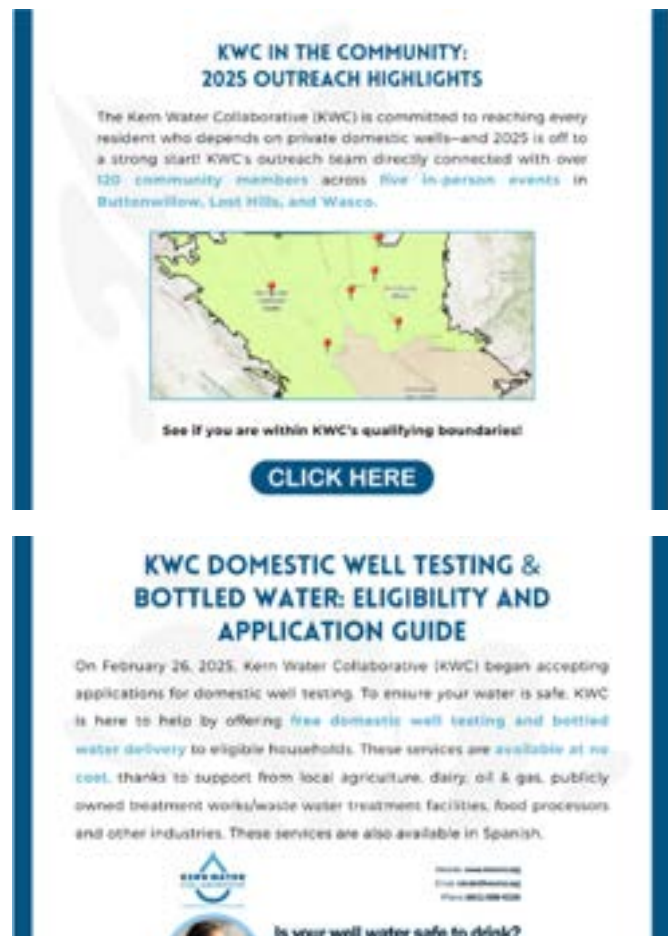 KWC IN THE COMMUNITY:
2025 OUTREACH HIGHLIGHTS
The Kern Water Collaborative (KWC) is committed to reaching every
resident who depends on private domestic wells—and 2025 is off to
a strong start! KWC's outreach team directly connected with over
120 community members across five in-person events in
Buttonwillow, Lost Hills, and Wasco.
See if you are within KWC's qualifying boundaries!
CLICK HERE
KWC DOMESTIC WELL TESTING &
BOTTLED WATER: ELIGIBILITY AND
APPLICATION GUIDE
On February 26, 2025, Kern Water Collaborative (KWC) began accepting
applications for domestic well testing. To ensure your water is safe, KWC
is here to help by offering free domestic well testing and bottled
water delivery to eligible households. These services are available at no
cost, thanks to support from local agriculture, dairy, oil & gas, publicly
owned treatment works/waste water treatment facilities, food processors
and other industries. These services are also available in Spanish.
KERN WATER
COLLABORATIVE
Is your well water safe to drink?